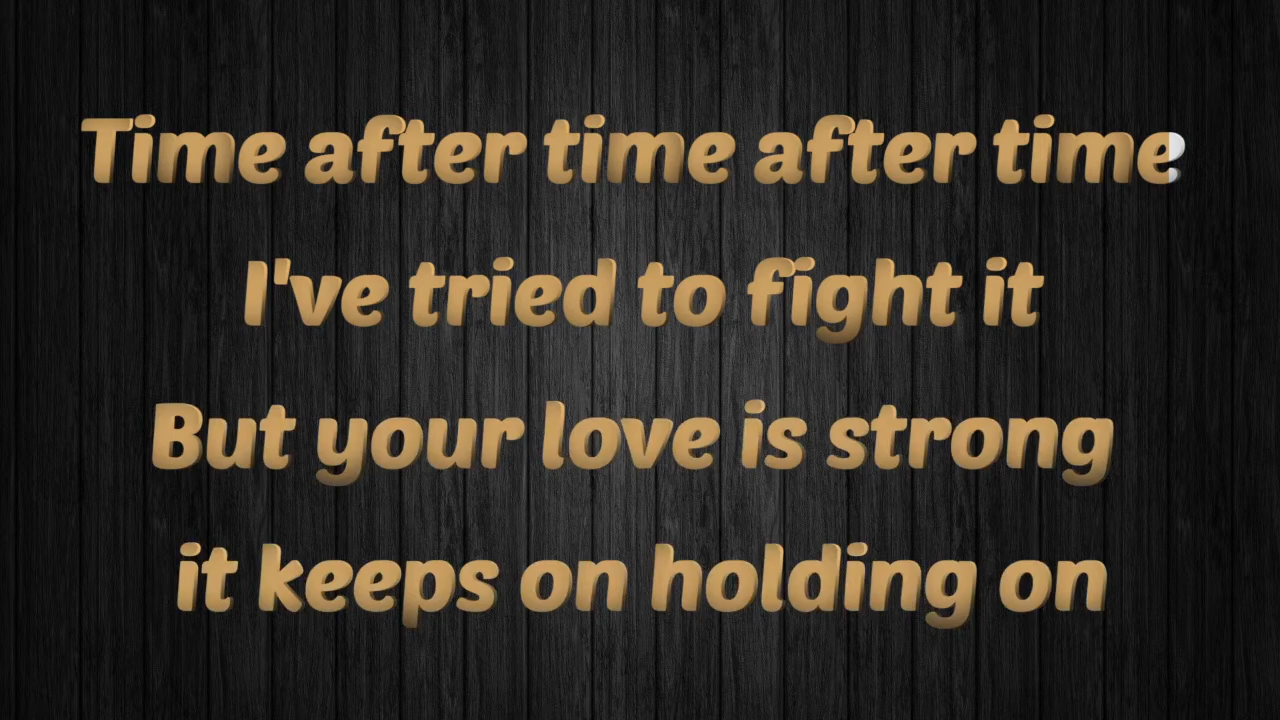 Time after time after time
I've tried to fight it
But your love is strong
it keeps on holding on